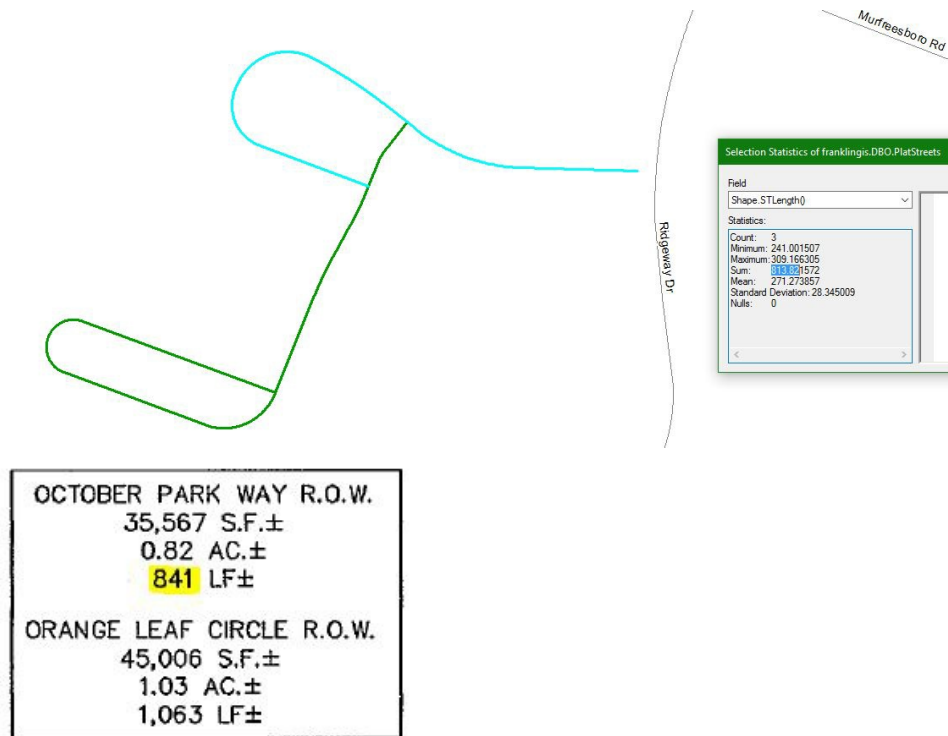 Murfreesboro Rd
Ridgeway Dr
Selection Statistics of franklingis.DBO.PlatStreets
Field
Shape.STLength()
Statistics:
Count: 3
Minimum: 241.001507
Maximum: 309.166305
Sum: 813.821572
Mean: 271.273857
Standard Deviation: 28.345009
Nulls: 0
OCTOBER PARK WAY R.O.W.
35,567 S.F.±
0.82 AC.±
841 LF±
ORANGE LEAF CIRCLE R.O.W.
45,006 S.F.±
1.03 AC.±
1,063 LF±